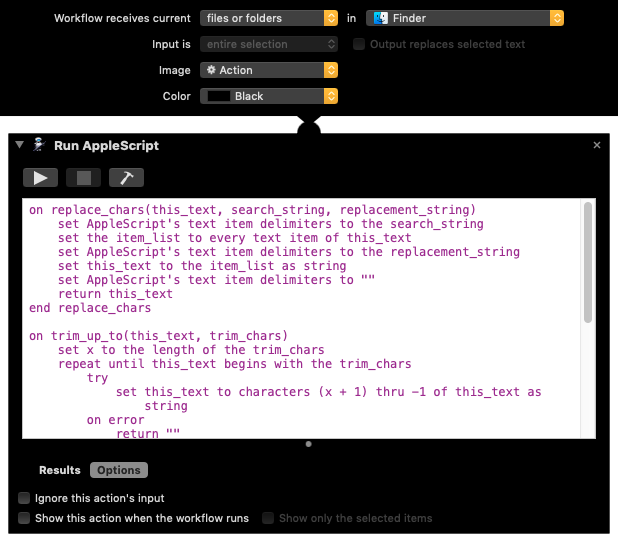 Workflow receives current files or folders in Finder
Input is entire selection Output replaces selected text
Image Action
Color Black
Run AppleScript
on replace_chars(this_text, search_string, replacement_string)
set AppleScript's text item delimiters to the search_string
set the item_list to every text item of this_text
set AppleScript's text item delimiters to the replacement_string
set this_text to the item_list as string
set AppleScript's text item delimiters to ""
return this_text
end replace_chars
on trim_up_to(this_text, trim_chars)
set x to the length of the trim_chars
repeat until this_text begins with the trim_chars
try
set this_text to characters (x + 1) thru -1 of this_text as
string
on error
return ""
Results Options
Ignore this action's input
Show this action when the workflow runs Show only the selected items